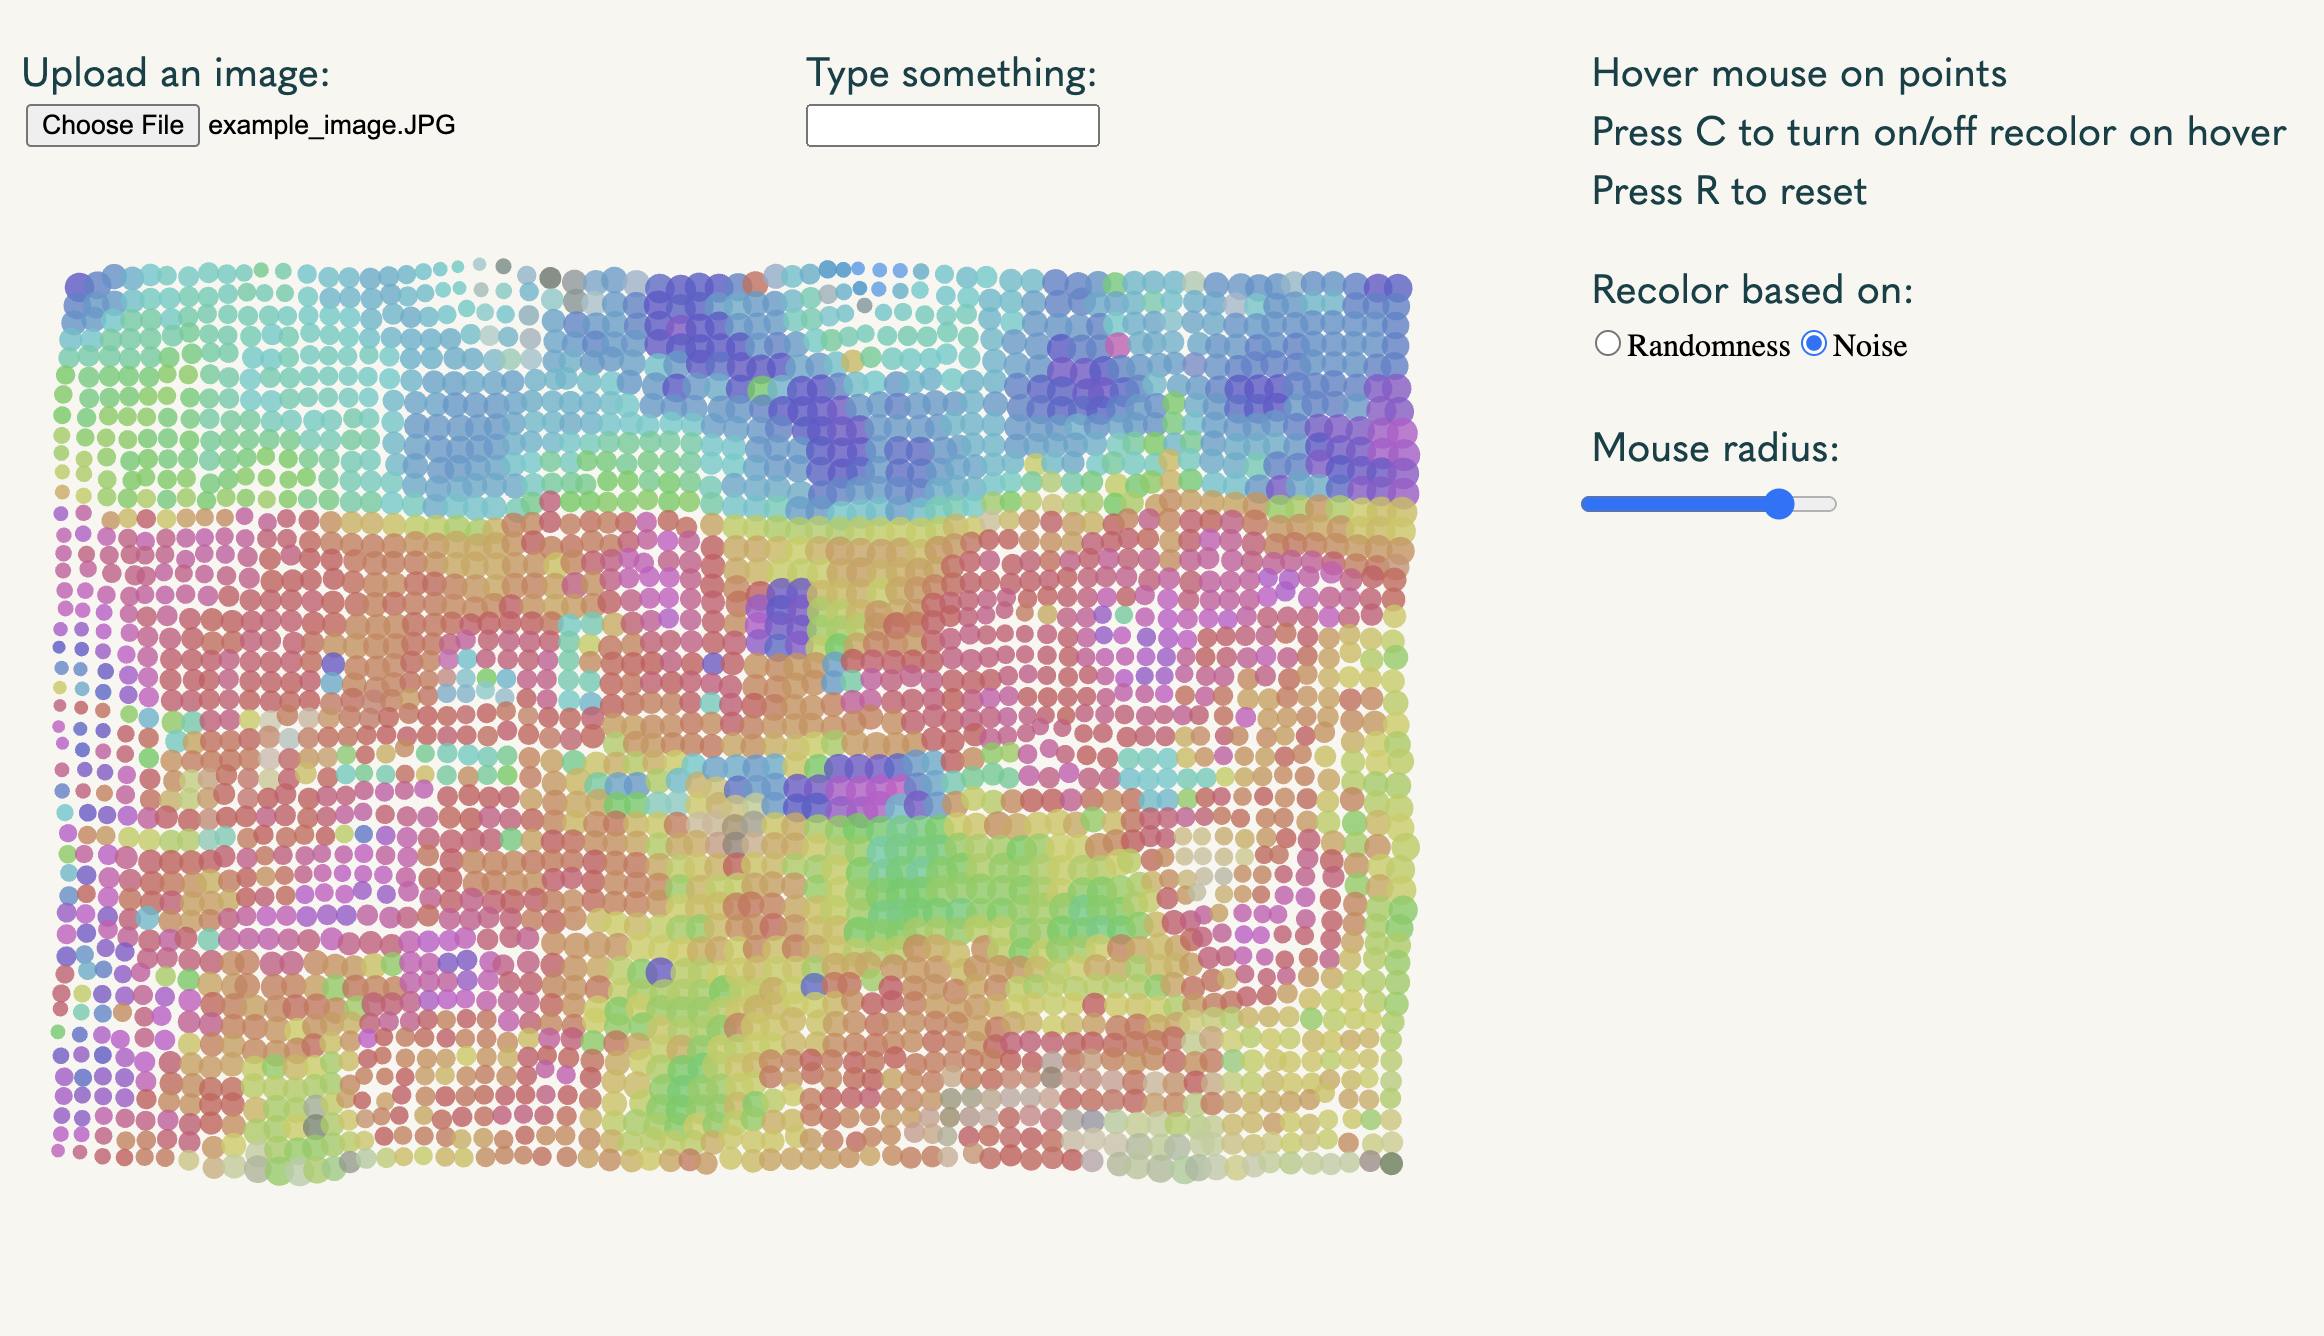 Upload an image:
Choose File example_image.JPG
Type something:
Hover mouse on points
Press C to turn on/off recolor on hover
Press R to reset
Recolor based on:
Randomness Noise
Mouse radius: